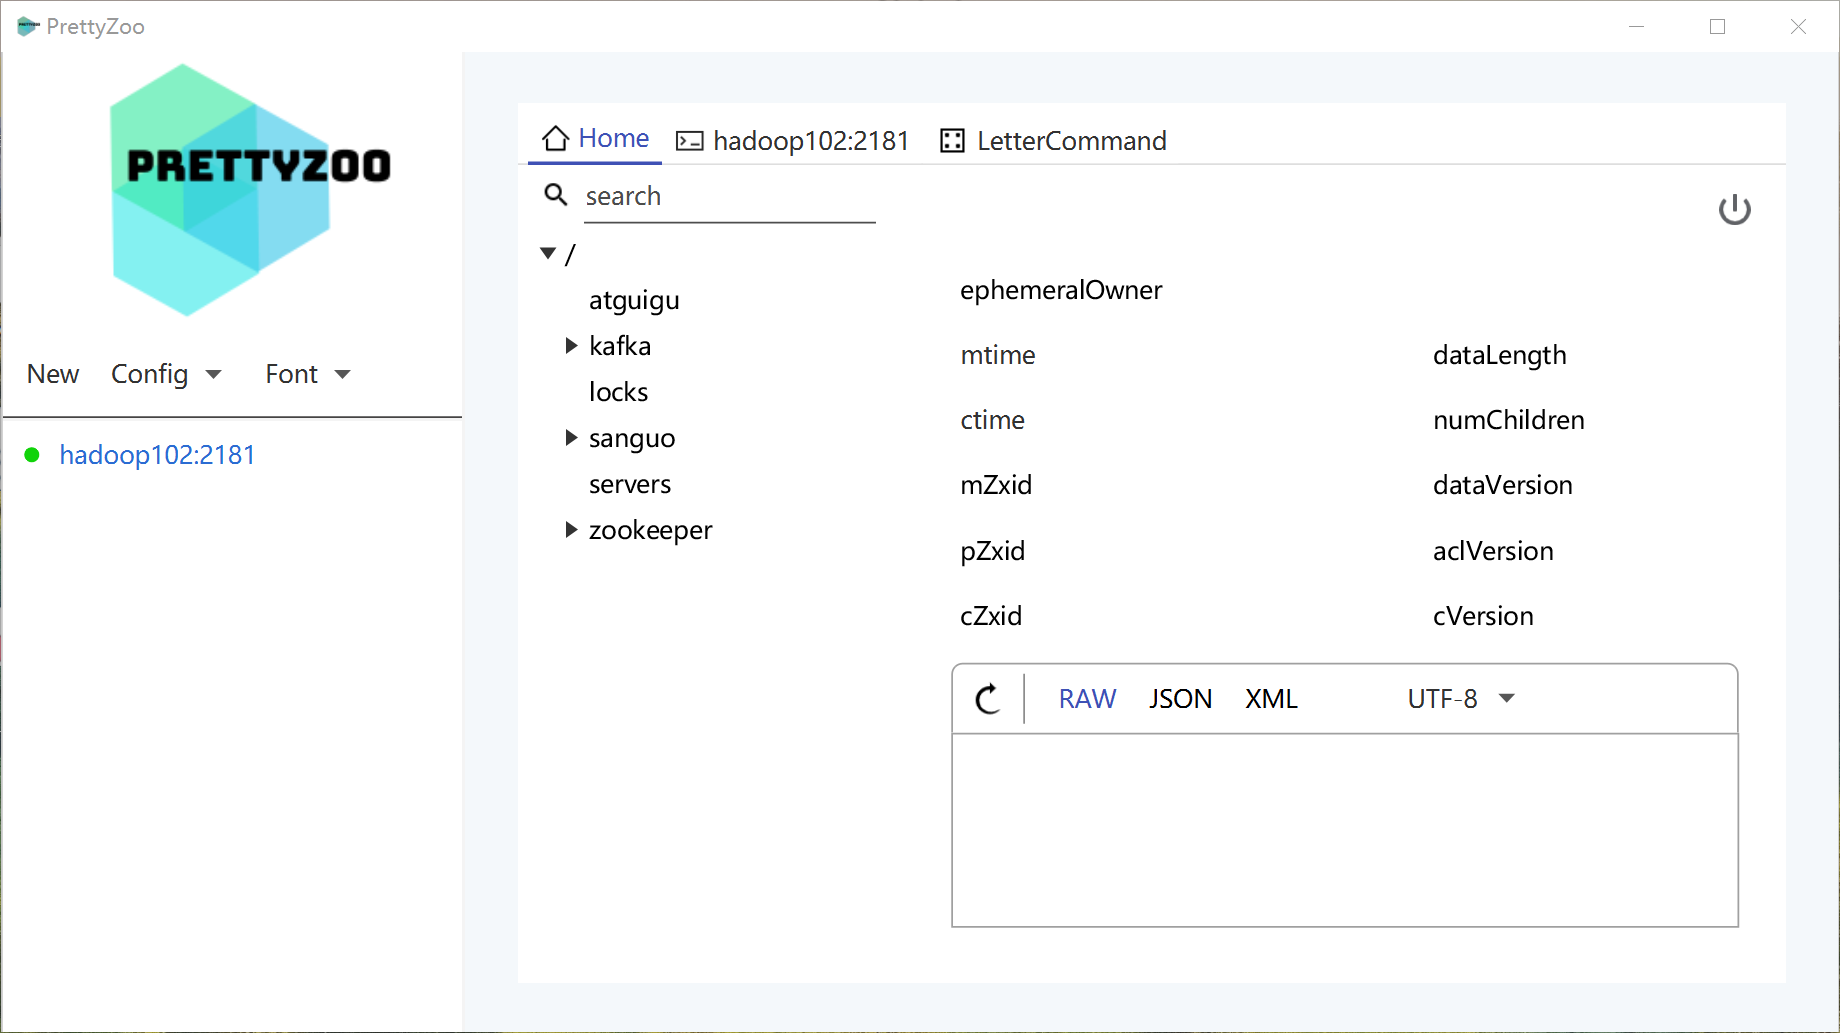 PrettyZoo
PRETTYZOO
New Config Font
hadoop102:2181
Home hadoop102:2181 LetterCommand
search
/
atguigu
kafka
locks
sanguo
servers
zookeeper
ephemeralOwner
mtime dataLength
ctime numChildren
mZxid dataVersion
pZxid aclVersion
cZxid cVersion
RAW JSON XML UTF-8